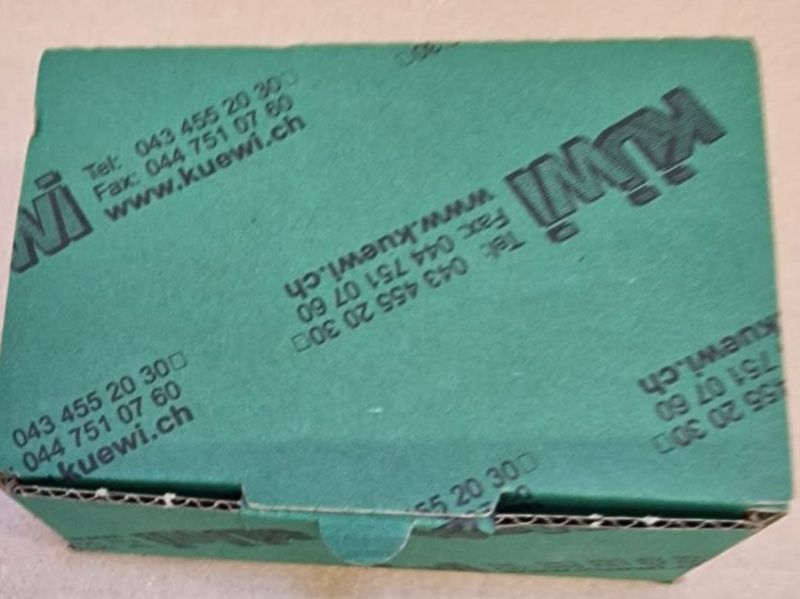 Tel: 043 455 20 30
Fax: 044 751 07 60
www.kuewi.ch
KÜWI
www.kuewi.ch
Fax: 044 751 07 60
Tel: 043 455 20 30
043 455 20 30
044 751 07 60
kuewi.ch
kuewi.ch
751 07 60
455 20 30
55 20 30